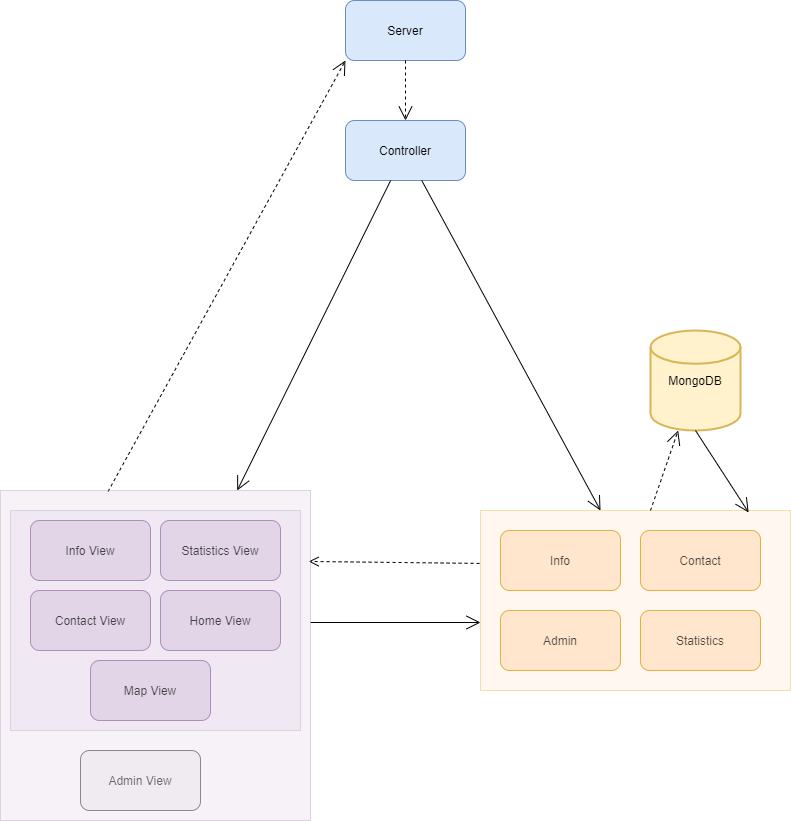 Server
Controller
MongoDB
Info View
Statistics View
Contact View
Home View
Map View
Admin View
Info
Contact
Admin
Statistics